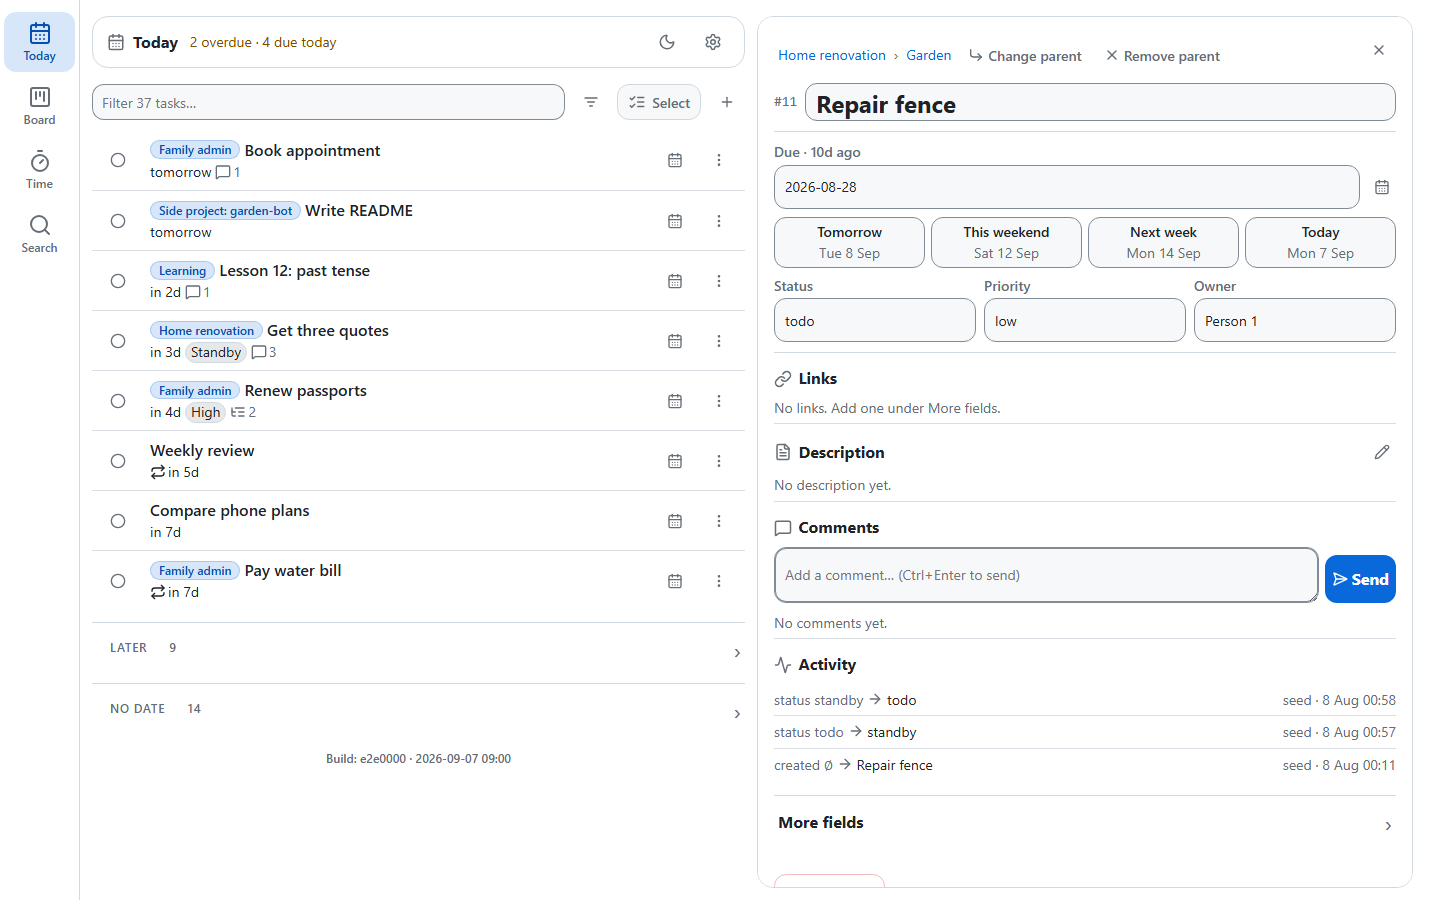 Today
Board
Time
Search
Today 2 overdue · 4 due today
Filter 37 tasks...
Select
Family admin Book appointment
tomorrow 1
Side project: garden-bot Write README
tomorrow
Learning Lesson 12: past tense
in 2d 1
Home renovation Get three quotes
in 3d Standby 3
Family admin Renew passports
in 4d High 2
Weekly review
in 5d
Compare phone plans
in 7d
Family admin Pay water bill
in 7d
LATER 9
NO DATE 14
Build: e2e0000 · 2026-09-07 09:00
Home renovation › Garden Change parent Remove parent
#11 Repair fence
Due · 10d ago
2026-08-28
Tomorrow This weekend Next week Today
Tue 8 Sep Sat 12 Sep Mon 14 Sep Mon 7 Sep
Status Priority Owner
todo low Person 1
Links
No links. Add one under More fields.
Description
No description yet.
Comments
Add a comment... (Ctrl+Enter to send)
Send
No comments yet.
Activity
status standby → todo seed · 8 Aug 00:58
status todo → standby seed · 8 Aug 00:57
created ∅ → Repair fence seed · 8 Aug 00:11
More fields